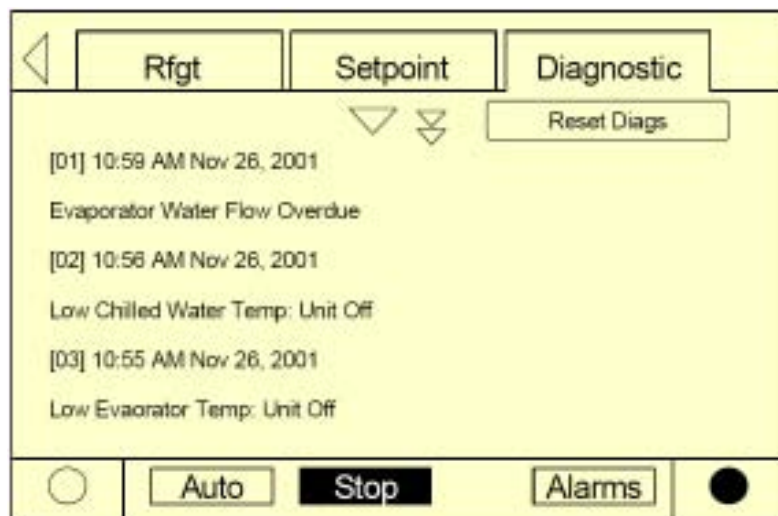 Rfgt Setpoint Diagnostic
Reset Diags
[01] 10:59 AM Nov 26, 2001
Evaporator Water Flow Overdue
[02] 10:56 AM Nov 26, 2001
Low Chilled Water Temp: Unit Off
[03] 10:55 AM Nov 26, 2001
Low Evaorator Temp: Unit Off
Auto Stop Alarms